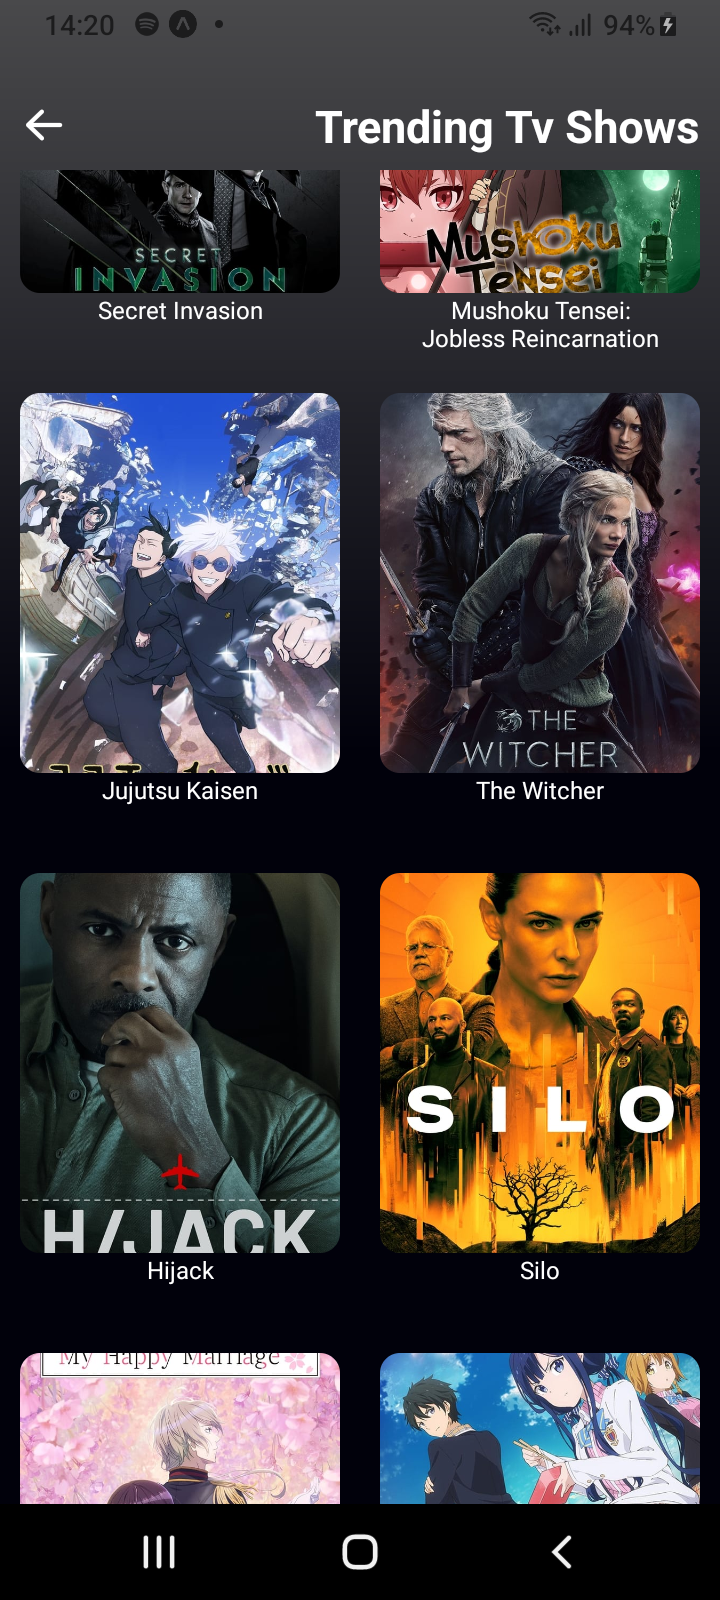 14:20
94%
Trending Tv Shows
SECRET
INVASION
Mushoku
Tensei
Secret Invasion
Mushoku Tensei:
Jobless Reincarnation
THE
WITCHER
Jujutsu Kaisen
The Witcher
H/JACK
SILO
Hijack
Silo
My Happy Marriage